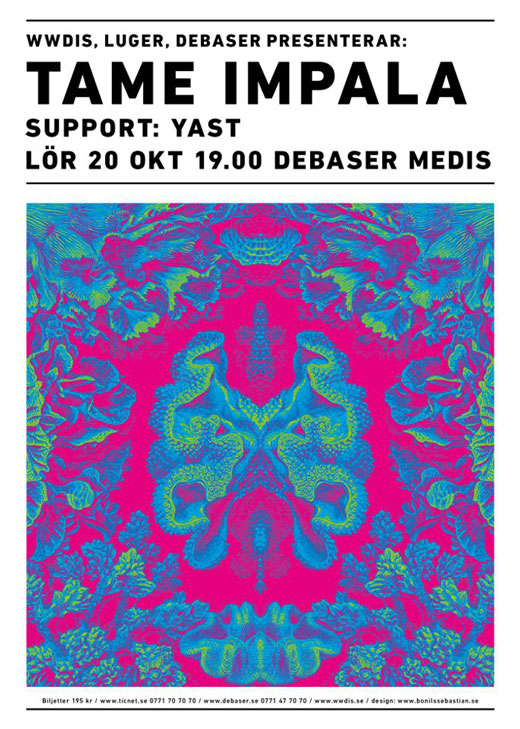 WWDIS, LUGER, DEBASER PRESENTERAR:
TAME IMPALA
SUPPORT: YAST
LÖR 20 OKT 19.00 DEBASER MEDIS
Biljetter 195 kr / www.ticnet.se 0771 70 70 70 / www.debaser.se 0771 47 70 70 / www.wwdis.se / design: www.bonilssebastian.se